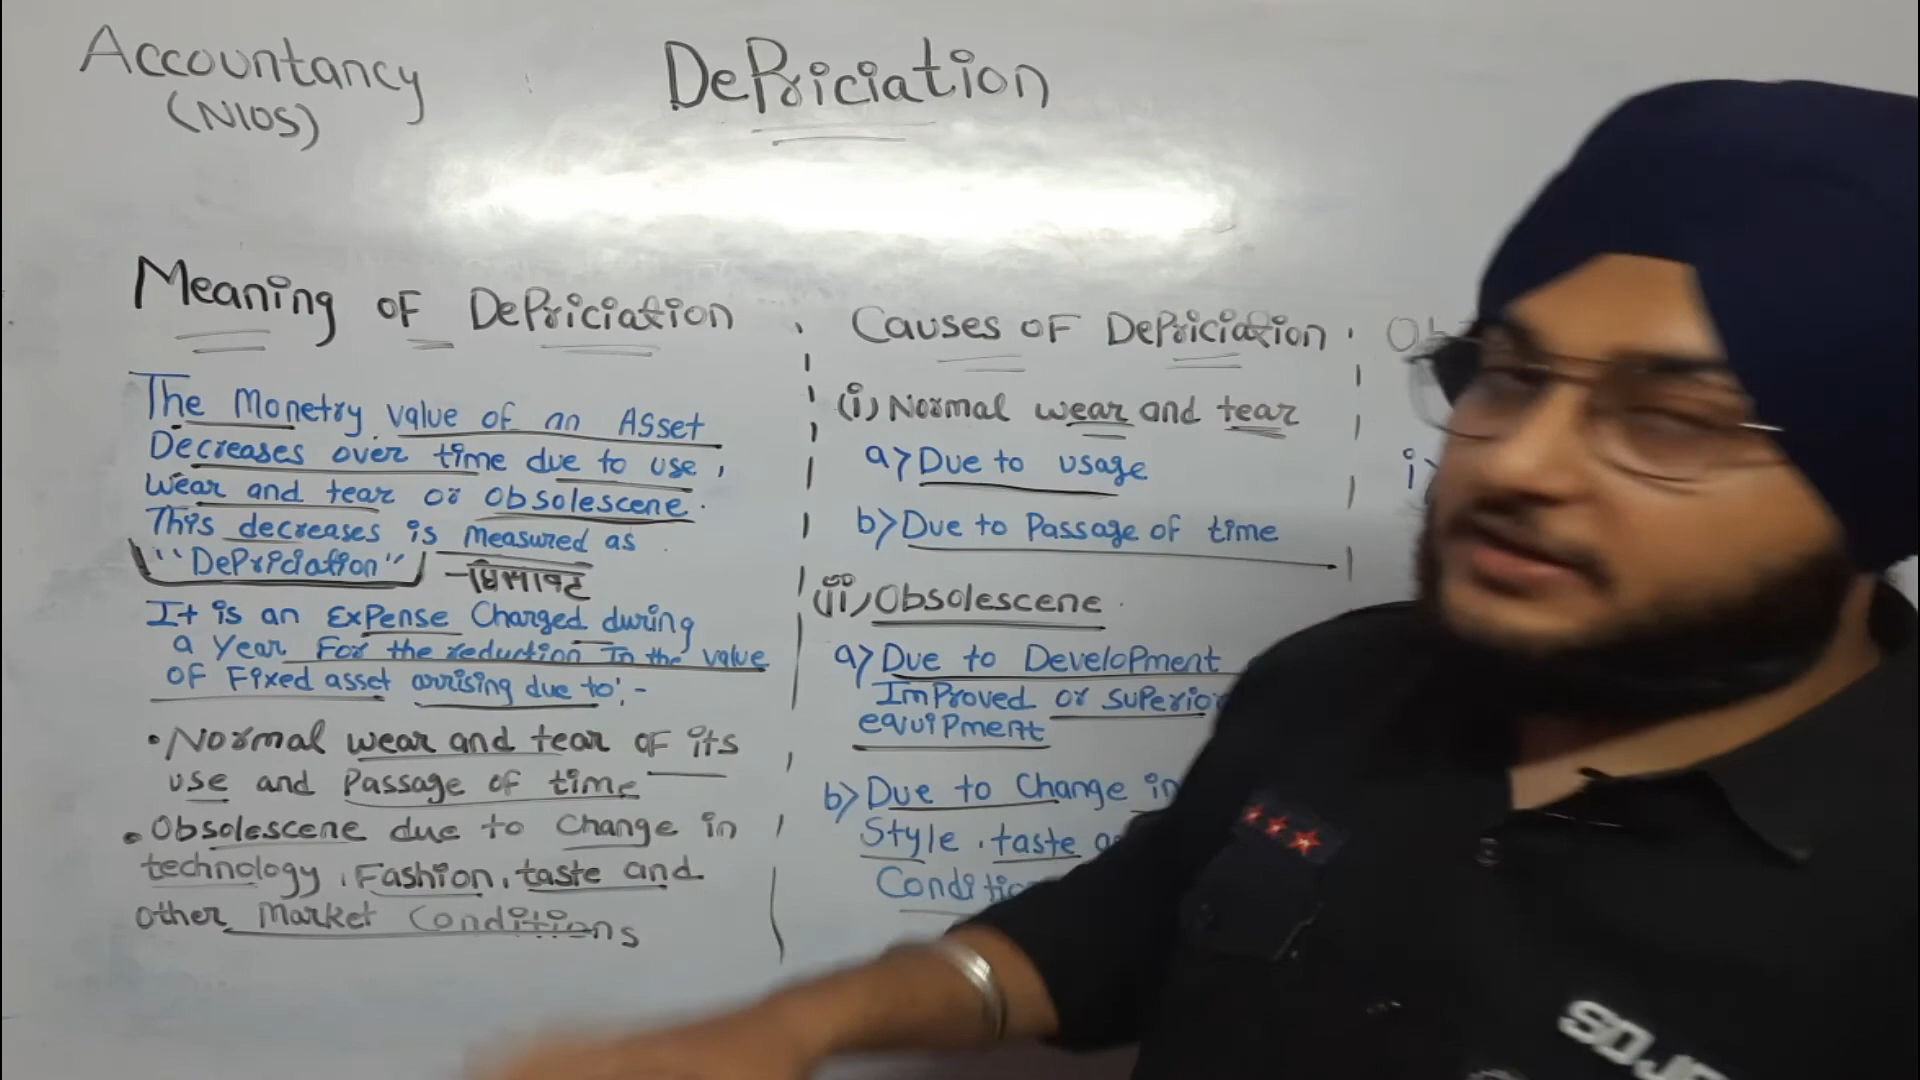 Accountancy
(NIOS)
Depriciation
Meaning of Depriciation
The Monetry value of an Asset
Decreases over time due to use,
Wear and tear or obsolescene.
This decreases is measured as
"Depriciation" - घिसावट
It is an Expense Charged during
a Year For the reduction In the value
of Fixed asset arrising due to:-
• Normal wear and tear of its
use and Passage of time
• Obsolescene due to Change in
technology, Fashion, taste and
other Market Conditions
Causes of Depriciation
(i) Normal wear and tear
a> Due to usage
b> Due to Passage of time
(ii) Obsolescene
a> Due to Development
Improved or superior
equipment
b> Due to Change in
Style, taste
i>